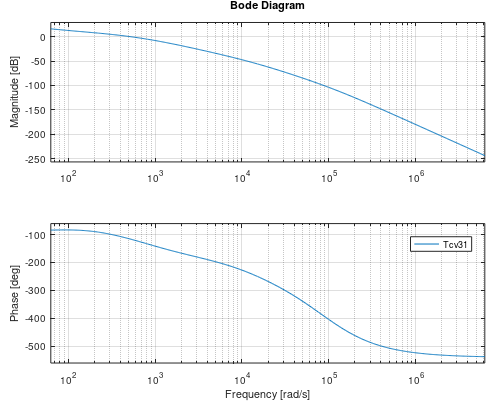 Bode Diagram
Magnitude [dB]
0
-50
-100
-150
-200
-250
10^2 10^3 10^4 10^5 10^6
Phase [deg]
-100
-200
-300
-400
-500
Tcv31
10^2 10^3 10^4 10^5 10^6
Frequency [rad/s]